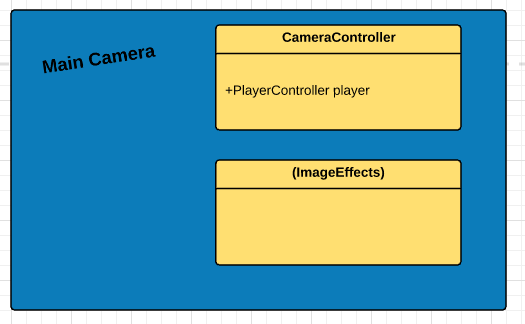 Main Camera
CameraController
+PlayerController player
(ImageEffects)